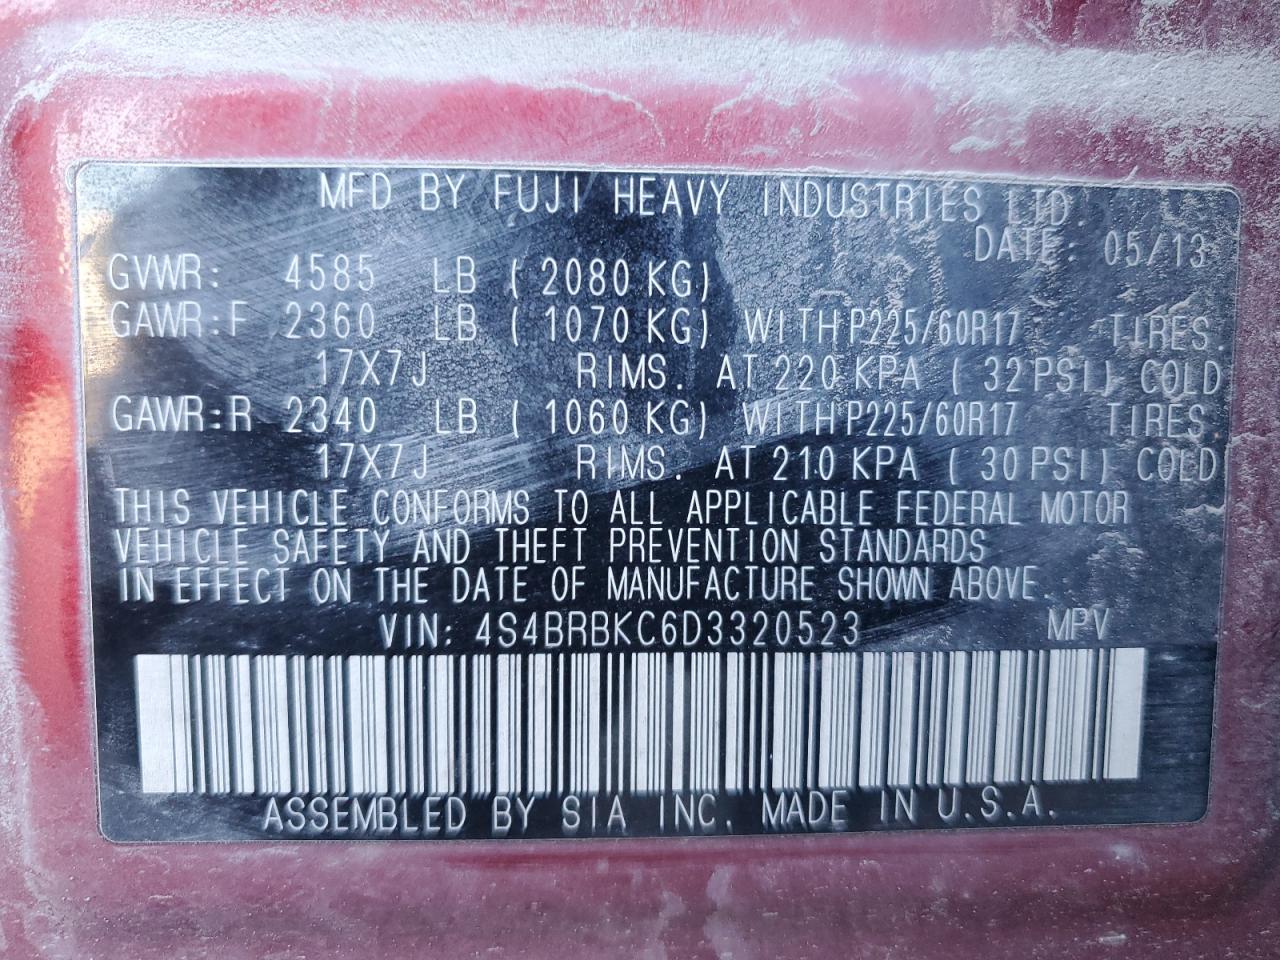 MFD BY FUJI HEAVY INDUSTRIES LTD.
DATE: 05/13
GVWR: 4585 LB ( 2080 KG)
GAWR:F 2360 LB ( 1070 KG) WITH P225/60R17 TIRES.
17X7J RIMS. AT 220 KPA ( 32 PSI) COLD
GAWR:R 2340 LB ( 1060 KG) WITH P225/60R17 TIRES.
17X7J RIMS. AT 210 KPA ( 30 PSI) COLD
THIS VEHICLE CONFORMS TO ALL APPLICABLE FEDERAL MOTOR
VEHICLE SAFETY AND THEFT PREVENTION STANDARDS
IN EFFECT ON THE DATE OF MANUFACTURE SHOWN ABOVE.
VIN: 4S4BRBKC6D3320523 MPV
ASSEMBLED BY SIA INC. MADE IN U.S.A.